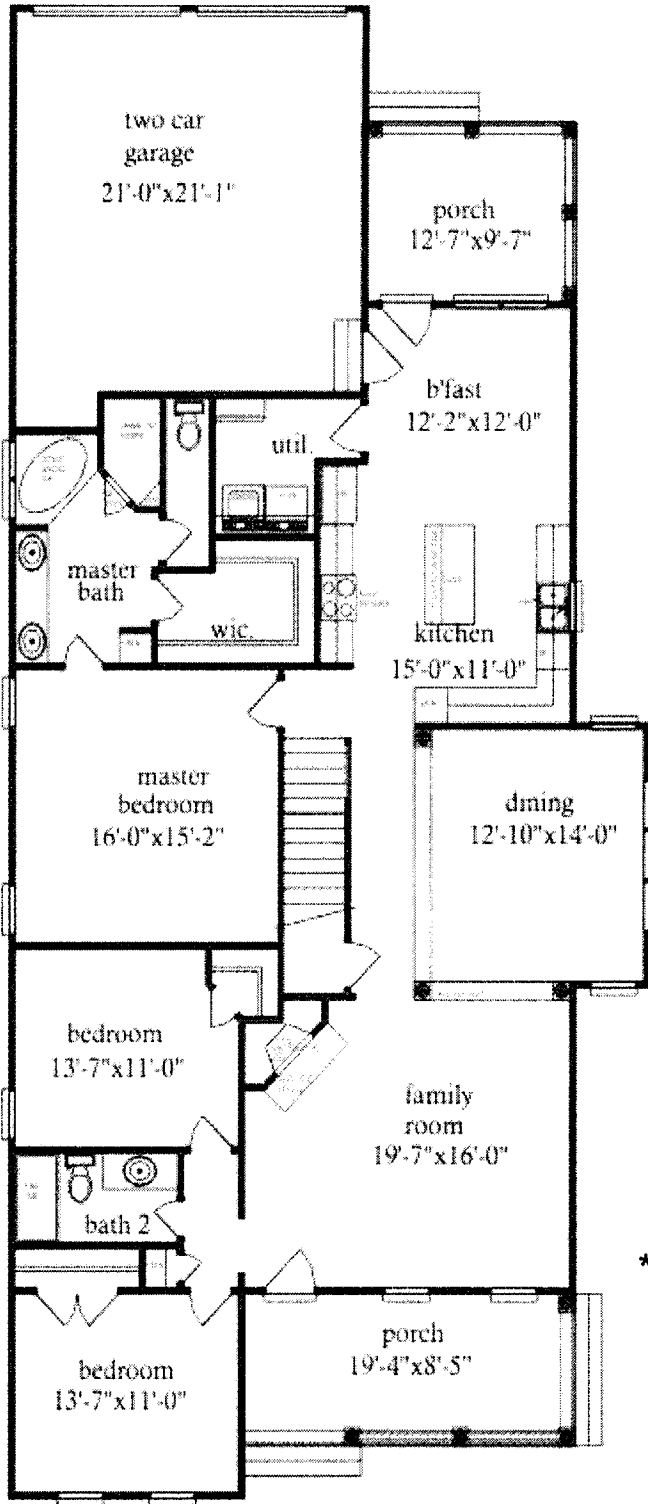 two car
garage
21'-0"x21'-1"
porch
12'-7"x9'-7"
b'fast
12'-2"x12'-0"
util.
master
bath
wic.
kitchen
15'-0"x11'-0"
master
bedroom
16'-0"x15'-2"
dining
12'-10"x14'-0"
bedroom
13'-7"x11'-0"
family
room
19'-7"x16'-0"
bath 2
*
porch
19'-4"x8'-5"
bedroom
13'-7"x11'-0"